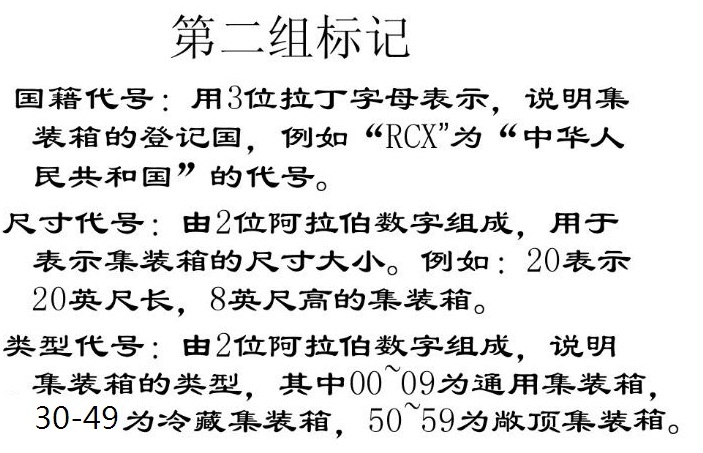 第二组标记
国籍代号：用3位拉丁字母表示，说明集
装箱的登记国，例如“RCX”为“中华人
民共和国”的代号。
尺寸代号：由2位阿拉伯数字组成，用于
表示集装箱的尺寸大小。例如：20表示
20英尺长，8英尺高的集装箱。
类型代号：由2位阿拉伯数字组成，说明
集装箱的类型，其中00~09为通用集装箱，
30-49为冷藏集装箱，50~59为敞顶集装箱。